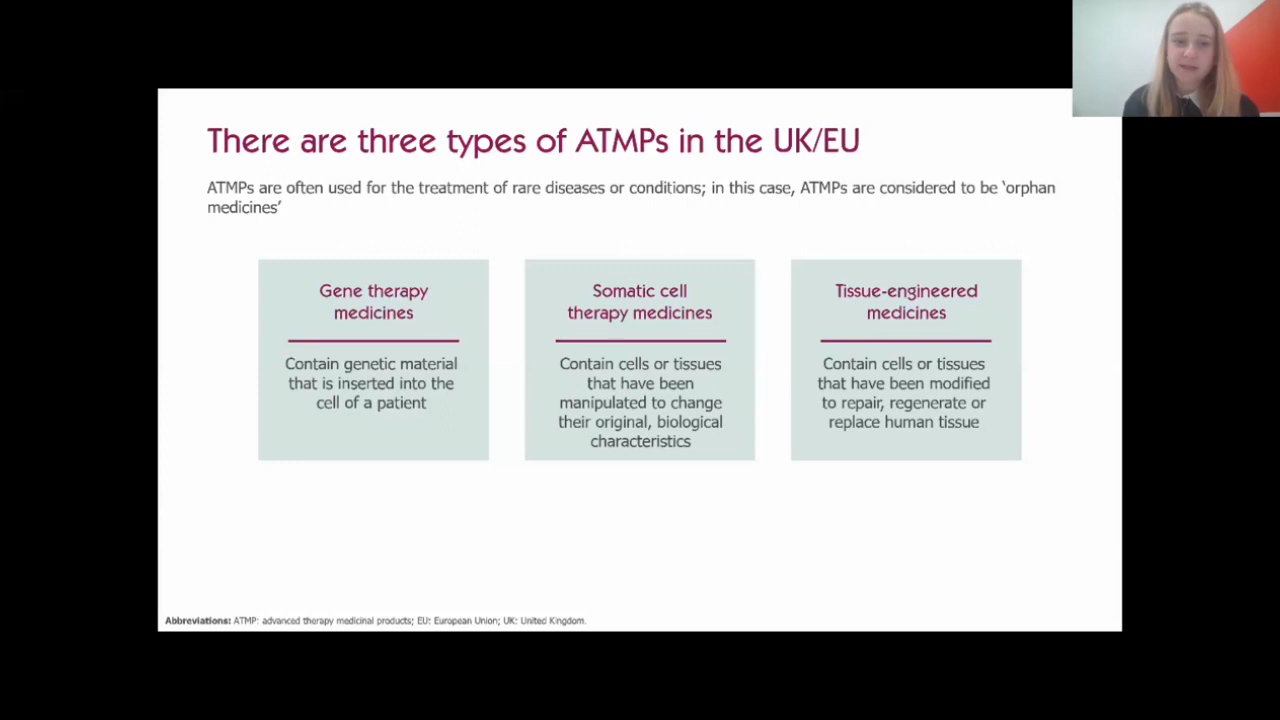 There are three types of ATMPs in the UK/EU
ATMPs are often used for the treatment of rare diseases or conditions; in this case, ATMPs are considered to be ‘orphan
medicines’
Gene therapy
medicines
Contain genetic material
that is inserted into the
cell of a patient
Somatic cell
therapy medicines
Contain cells or tissues
that have been
manipulated to change
their original, biological
characteristics
Tissue-engineered
medicines
Contain cells or tissues
that have been modified
to repair, regenerate or
replace human tissue
Abbreviations: ATMP: advanced therapy medicinal products; EU: European Union; UK: United Kingdom.